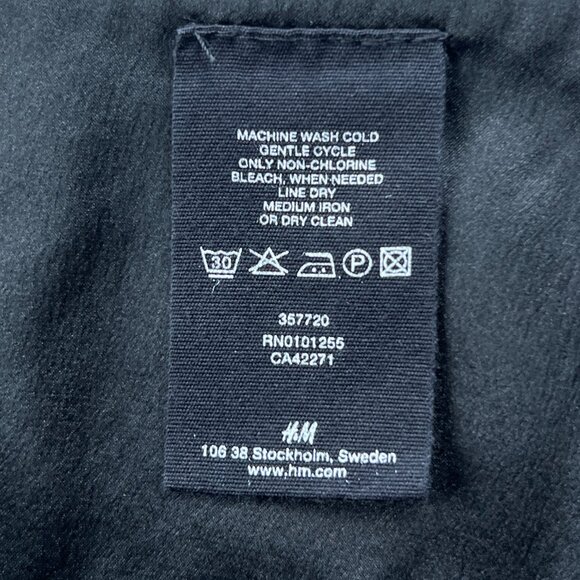 MACHINE WASH COLD
GENTLE CYCLE
ONLY NON-CHLORINE
BLEACH, WHEN NEEDED
LINE DRY
MEDIUM IRON
OR DRY CLEAN
30 P
357720
RN0101255
CA42271
H&M
106 38 Stockholm, Sweden
www.hm.com